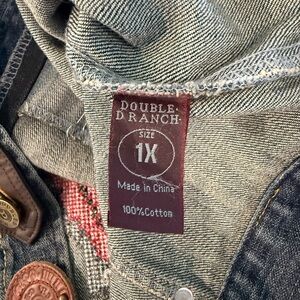 DOUBLE
D RANCH
SIZE
1X
Made in China
100% Cotton